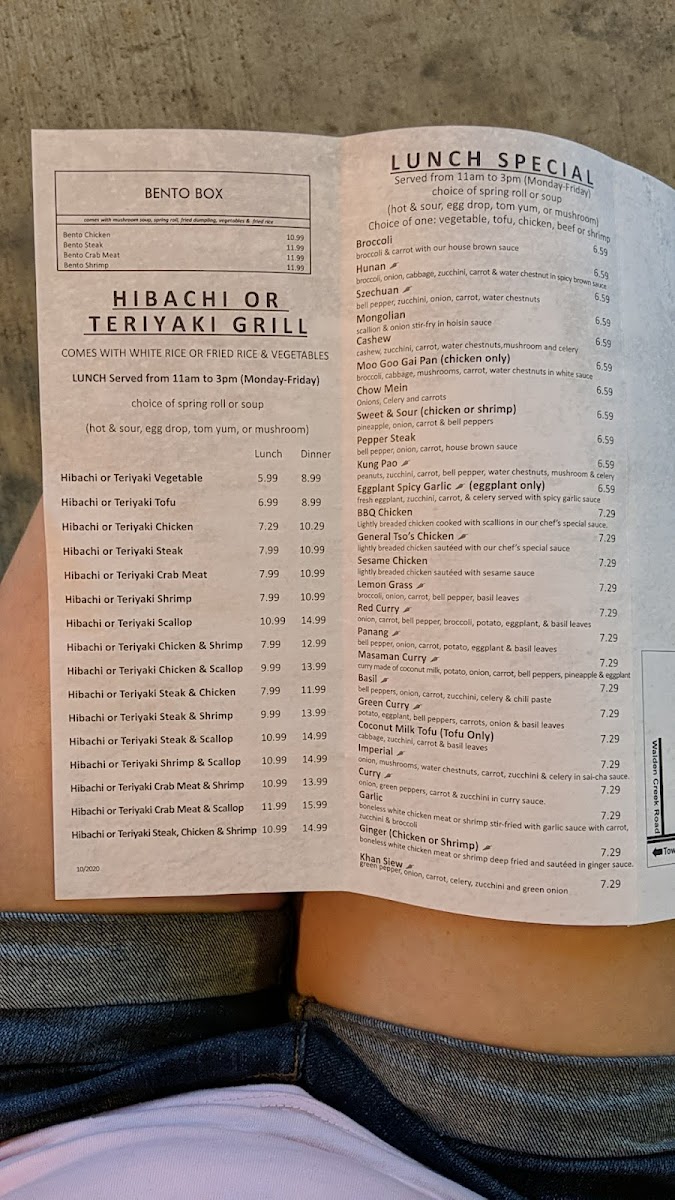 BENTO BOX
comes with mushroom soup, spring roll, fried dumpling, vegetables & fried rice
Bento Chicken 10.99
Bento Steak 11.99
Bento Crab Meat 11.99
Bento Shrimp 11.99
HIBACHI OR
TERIYAKI GRILL
COMES WITH WHITE RICE OR FRIED RICE & VEGETABLES
LUNCH Served from 11am to 3pm (Monday-Friday)
choice of spring roll or soup
(hot & sour, egg drop, tom yum, or mushroom)
Lunch Dinner
Hibachi or Teriyaki Vegetable 5.99 8.99
Hibachi or Teriyaki Tofu 6.99 8.99
Hibachi or Teriyaki Chicken 7.29 10.29
Hibachi or Teriyaki Steak 7.99 10.99
Hibachi or Teriyaki Crab Meat 7.99 10.99
Hibachi or Teriyaki Shrimp 7.99 10.99
Hibachi or Teriyaki Scallop 10.99 14.99
Hibachi or Teriyaki Chicken & Shrimp 7.99 12.99
Hibachi or Teriyaki Chicken & Scallop 9.99 13.99
Hibachi or Teriyaki Steak & Chicken 7.99 11.99
Hibachi or Teriyaki Steak & Shrimp 9.99 13.99
Hibachi or Teriyaki Steak & Scallop 10.99 14.99
Hibachi or Teriyaki Shrimp & Scallop 10.99 14.99
Hibachi or Teriyaki Crab Meat & Shrimp 10.99 13.99
Hibachi or Teriyaki Crab Meat & Scallop 11.99 15.99
Hibachi or Teriyaki Steak, Chicken & Shrimp 10.99 14.99
10/2020
LUNCH SPECIAL
Served from 11am to 3pm (Monday-Friday)
choice of spring roll or soup
(hot & sour, egg drop, tom yum, or mushroom)
Choice of one: vegetable, tofu, chicken, beef or shrimp
Broccoli 6.59
broccoli & carrot with our house brown sauce
Hunan 6.59
broccoli, onion, cabbage, zucchini, carrot & water chestnut in spicy brown sauce
Szechuan 6.59
bell pepper, zucchini, onion, carrot, water chestnuts
Mongolian 6.59
scallion & onion stir-fry in hoisin sauce
Cashew 6.59
cashew, zucchini, carrot, water chestnuts,mushroom and celery
Moo Goo Gai Pan (chicken only) 6.59
broccoli, cabbage, mushrooms, carrot, water chestnuts in white sauce
Chow Mein 6.59
Onions, Celery and carrots
Sweet & Sour (chicken or shrimp) 6.59
pineapple, onion, carrot & bell peppers
Pepper Steak 6.59
bell pepper, onion, carrot, house brown sauce
Kung Pao 6.59
peanuts, zucchini, carrot, bell pepper, water chestnuts, mushroom & celery
Eggplant Spicy Garlic (eggplant only) 6.59
fresh eggplant, zucchini, carrot, & celery served with spicy garlic sauce
BBQ Chicken 7.29
Lightly breaded chicken cooked with scallions in our chef's special sauce.
General Tso's Chicken 7.29
lightly breaded chicken sautéed with our chef's special sauce
Sesame Chicken 7.29
lightly breaded chicken sautéed with sesame sauce
Lemon Grass 7.29
broccoli, onion, carrot, bell pepper, basil leaves
Red Curry 7.29
onion, carrot, bell pepper, broccoli, potato, eggplant, & basil leaves
Panang 7.29
bell pepper, onion, carrot, potato, eggplant & basil leaves
Masaman Curry 7.29
curry made of coconut milk, potato, onion, carrot, bell peppers, pineapple & eggplant
Basil 7.29
bell peppers, onion, carrot, zucchini, celery & chili paste
Green Curry 7.29
potato, eggplant, bell peppers, carrots, onion & basil leaves
Coconut Milk Tofu (Tofu Only) 7.29
cabbage, zucchini, carrot & basil leaves
Imperial 7.29
onion, mushrooms, water chestnuts, carrot, zucchini & celery in sai-cha sauce.
Curry 7.29
onion, green peppers, carrot & zucchini in curry sauce.
Garlic 7.29
boneless white chicken meat or shrimp stir-fried with garlic sauce with carrot,
zucchini & broccoli
Ginger (Chicken or Shrimp) 7.29
boneless white chicken meat or shrimp deep fried and sautéed in ginger sauce.
Khan Siew 7.29
green pepper, onion, carrot, celery, zucchini and green onion
Walden Creek Road